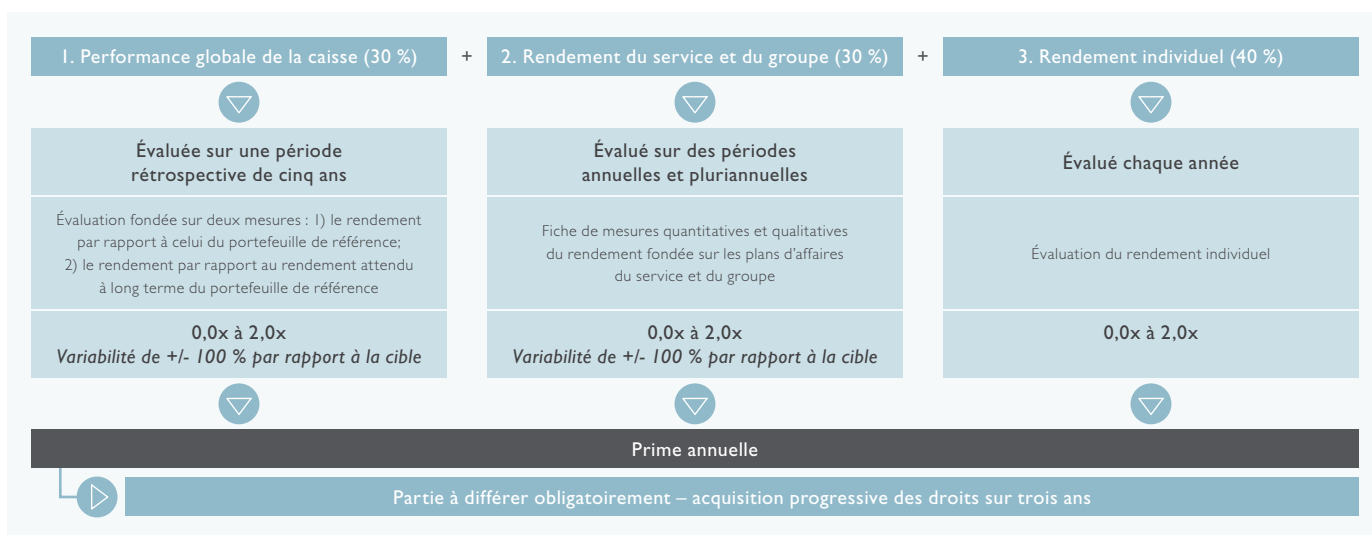 1. Performance globale de la caisse (30 %)
+
2. Rendement du service et du groupe (30 %)
+
3. Rendement individuel (40 %)
Évaluée sur une période
rétrospective de cinq ans
Évaluation fondée sur deux mesures : 1) le rendement
par rapport à celui du portefeuille de référence;
2) le rendement par rapport au rendement attendu
à long terme du portefeuille de référence
0,0x à 2,0x
Variabilité de +/- 100 % par rapport à la cible
Évalué sur des périodes
annuelles et pluriannuelles
Fiche de mesures quantitatives et qualitatives
du rendement fondée sur les plans d’affaires
du service et du groupe
0,0x à 2,0x
Variabilité de +/- 100 % par rapport à la cible
Évalué chaque année
Évaluation du rendement individuel
0,0x à 2,0x
Prime annuelle
Partie à différer obligatoirement – acquisition progressive des droits sur trois ans